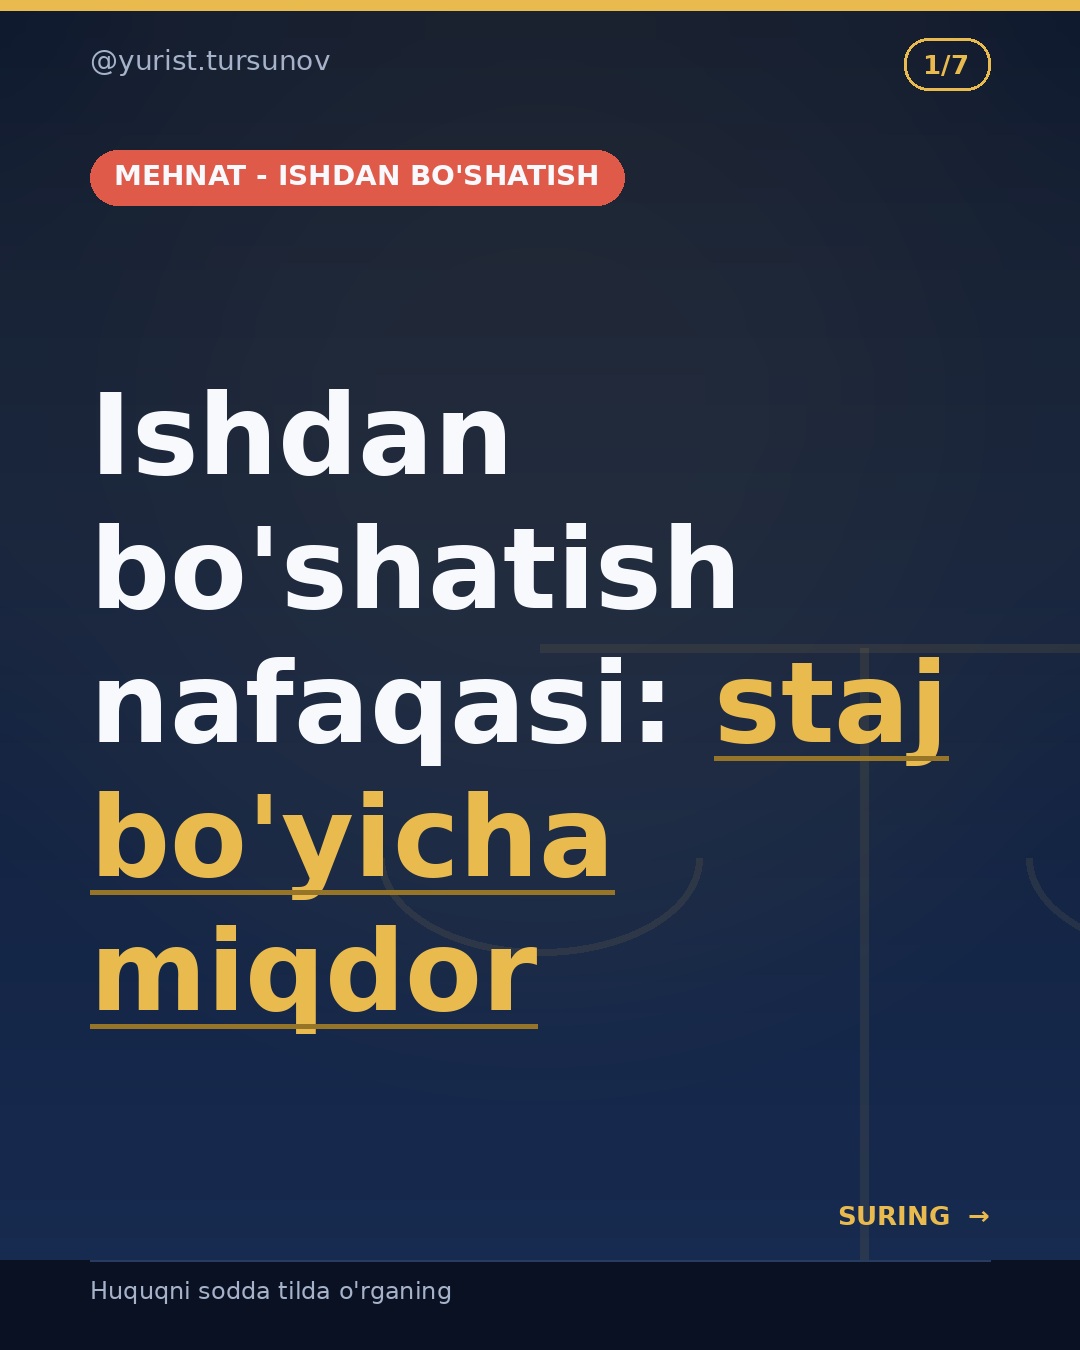 @yurist.tursunov
1/7
MEHNAT - ISHDAN BO'SHATISH
Ishdan
bo'shatish
nafaqasi: staj
bo'yicha
miqdor
SURING →
Huquqni sodda tilda o'rganing